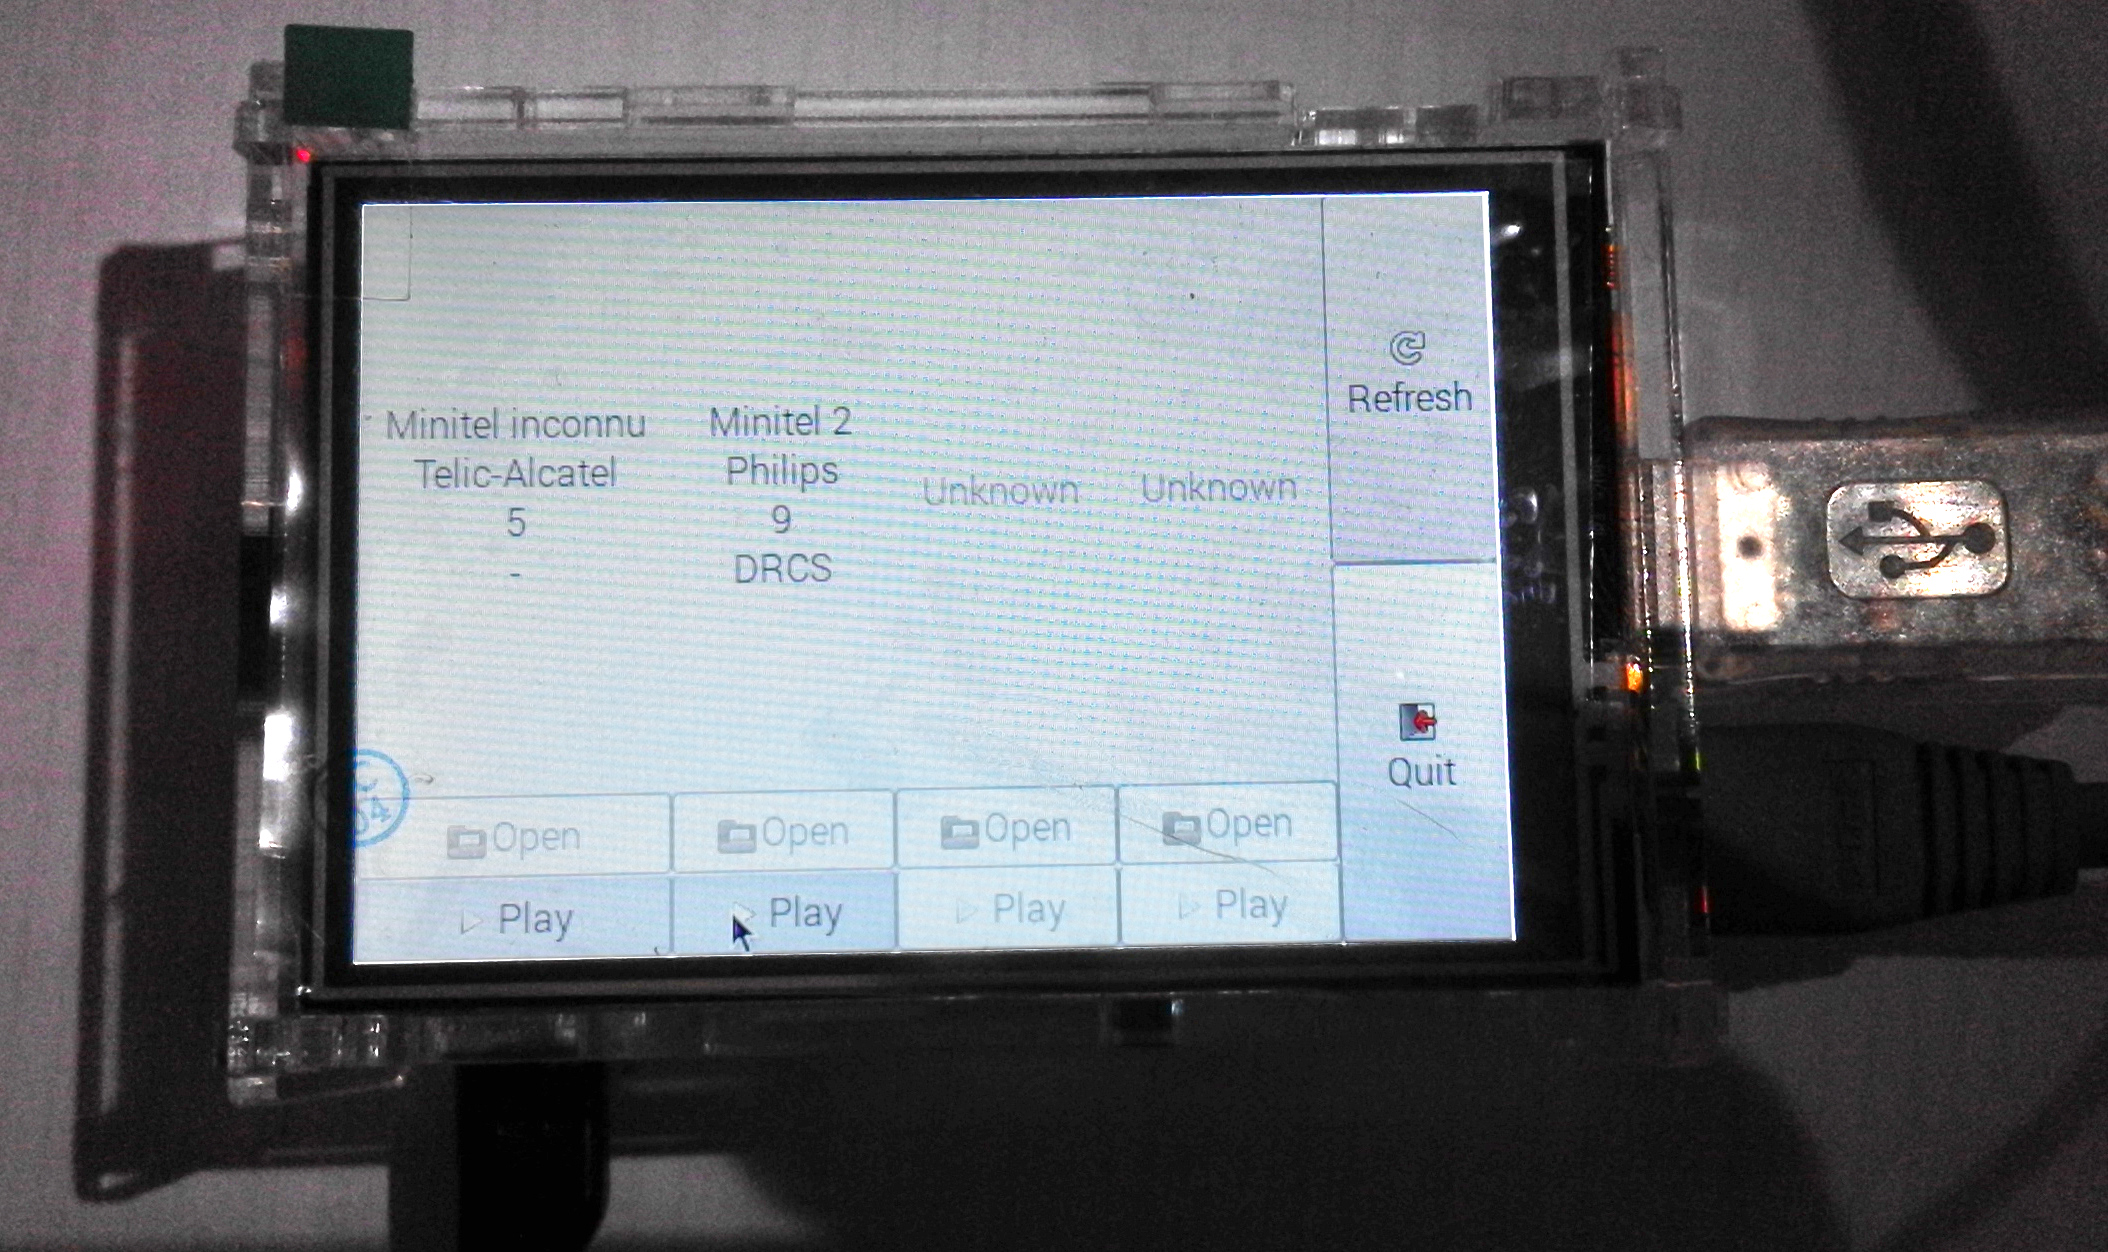 Minitel inconnu
Telic-Alcatel
5
-
Minitel 2
Philips
9
DRCS
Unknown
Unknown
Refresh
Quit
Open
Open
Open
Open
Play
Play
Play
Play